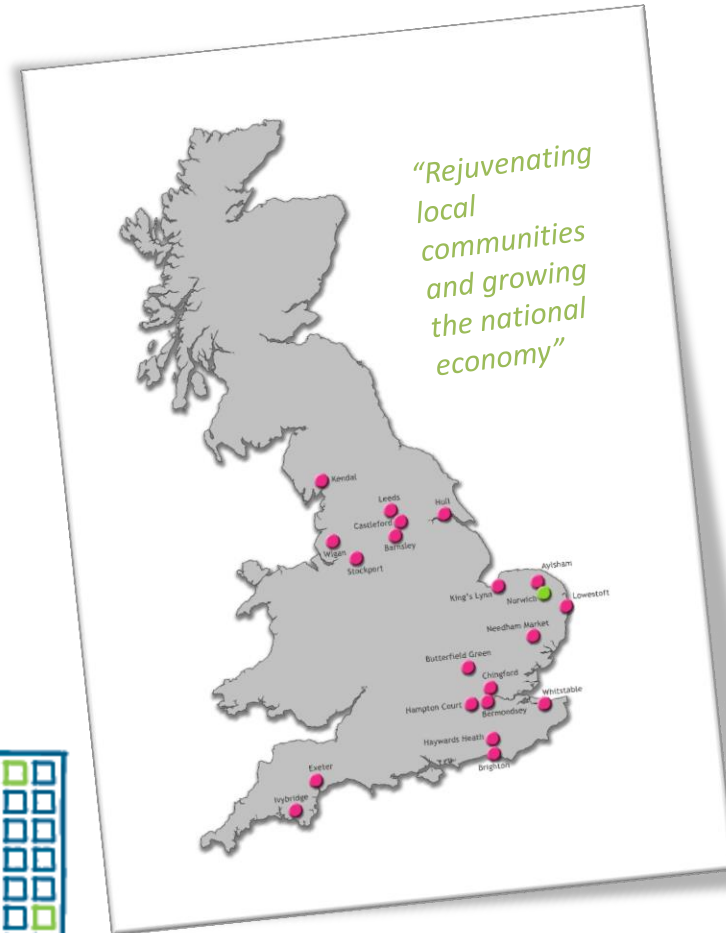 “Rejuvenating
local
communities
and growing
the national
economy”
Kendal
Leeds
Hull
Castleford
Barnsley
Wigan
Stockport
Aylsham
King's Lynn
Norwich
Lowestoft
Needham Market
Butterfield Green
Chingford
Whitstable
Hampton Court
Bermondsey
Haywards Heath
Brighton
Exeter
Ivybridge